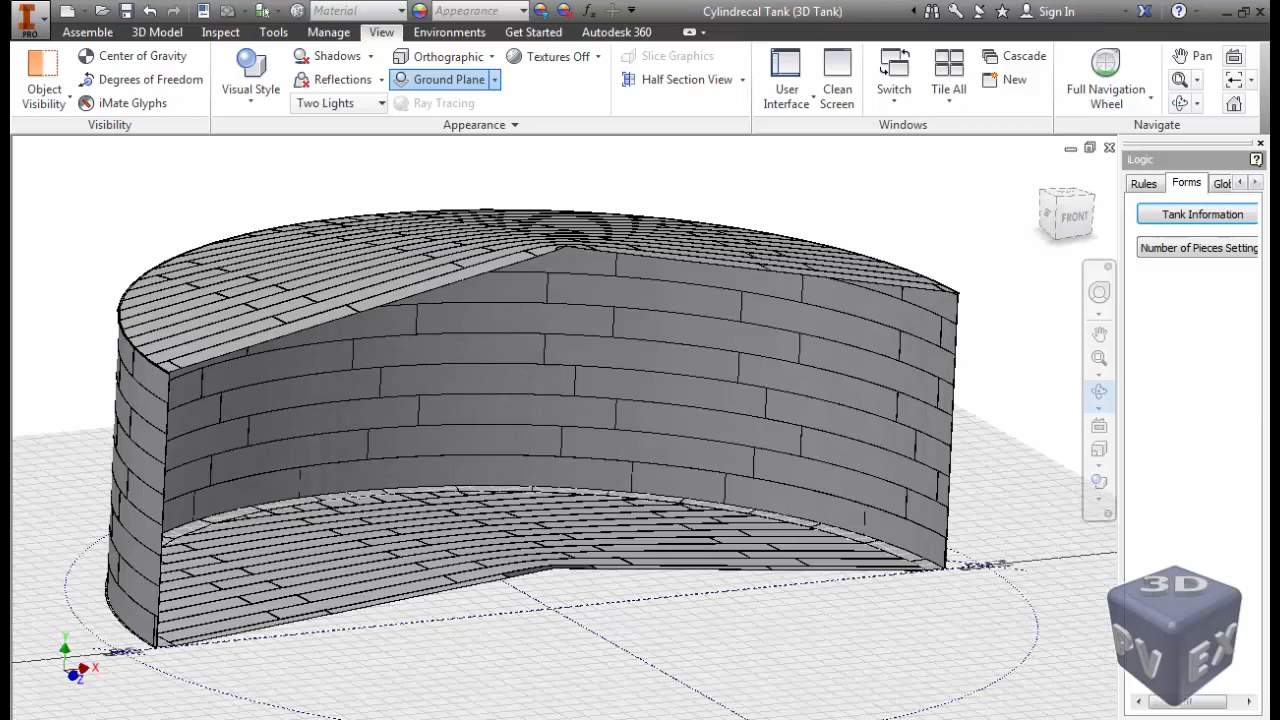 PRO
Material
Appearance
Cylindrecal Tank (3D Tank)
Sign In
Assemble
3D Model
Inspect
Tools
Manage
View
Environments
Get Started
Autodesk 360
Object Visibility
Center of Gravity
Degrees of Freedom
iMate Glyphs
Visibility
Visual Style
Shadows
Reflections
Two Lights
Orthographic
Ground Plane
Ray Tracing
Textures Off
Slice Graphics
Half Section View
Appearance
User Interface
Clean Screen
Switch
Tile All
Cascade
New
Windows
Full Navigation Wheel
Pan
Navigate
iLogic
Rules
Forms
Glob
Tank Information
Number of Pieces Setting
FRONT
Y
X
Z
3D
PV
EX